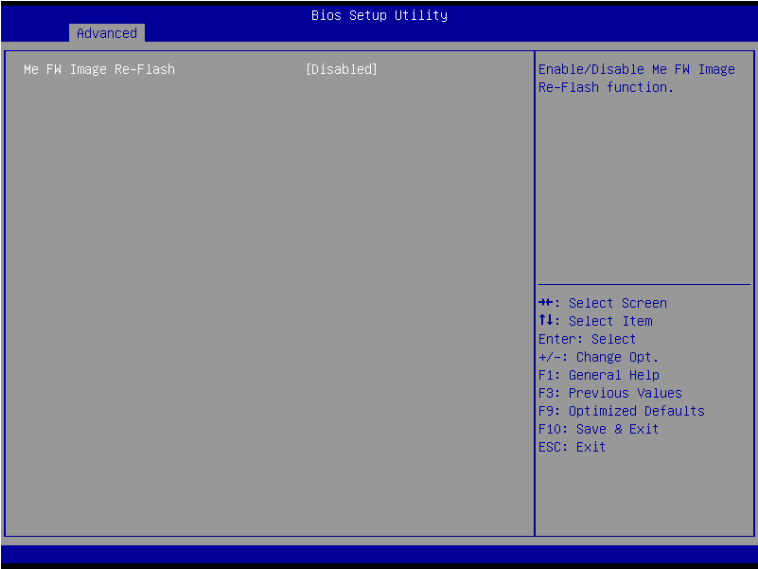 Bios Setup Utility
Advanced
Me FW Image Re-Flash [Disabled]
Enable/Disable Me FW Image
Re-Flash function.
→←: Select Screen
↑↓: Select Item
Enter: Select
+/-: Change Opt.
F1: General Help
F3: Previous Values
F9: Optimized Defaults
F10: Save & Exit
ESC: Exit